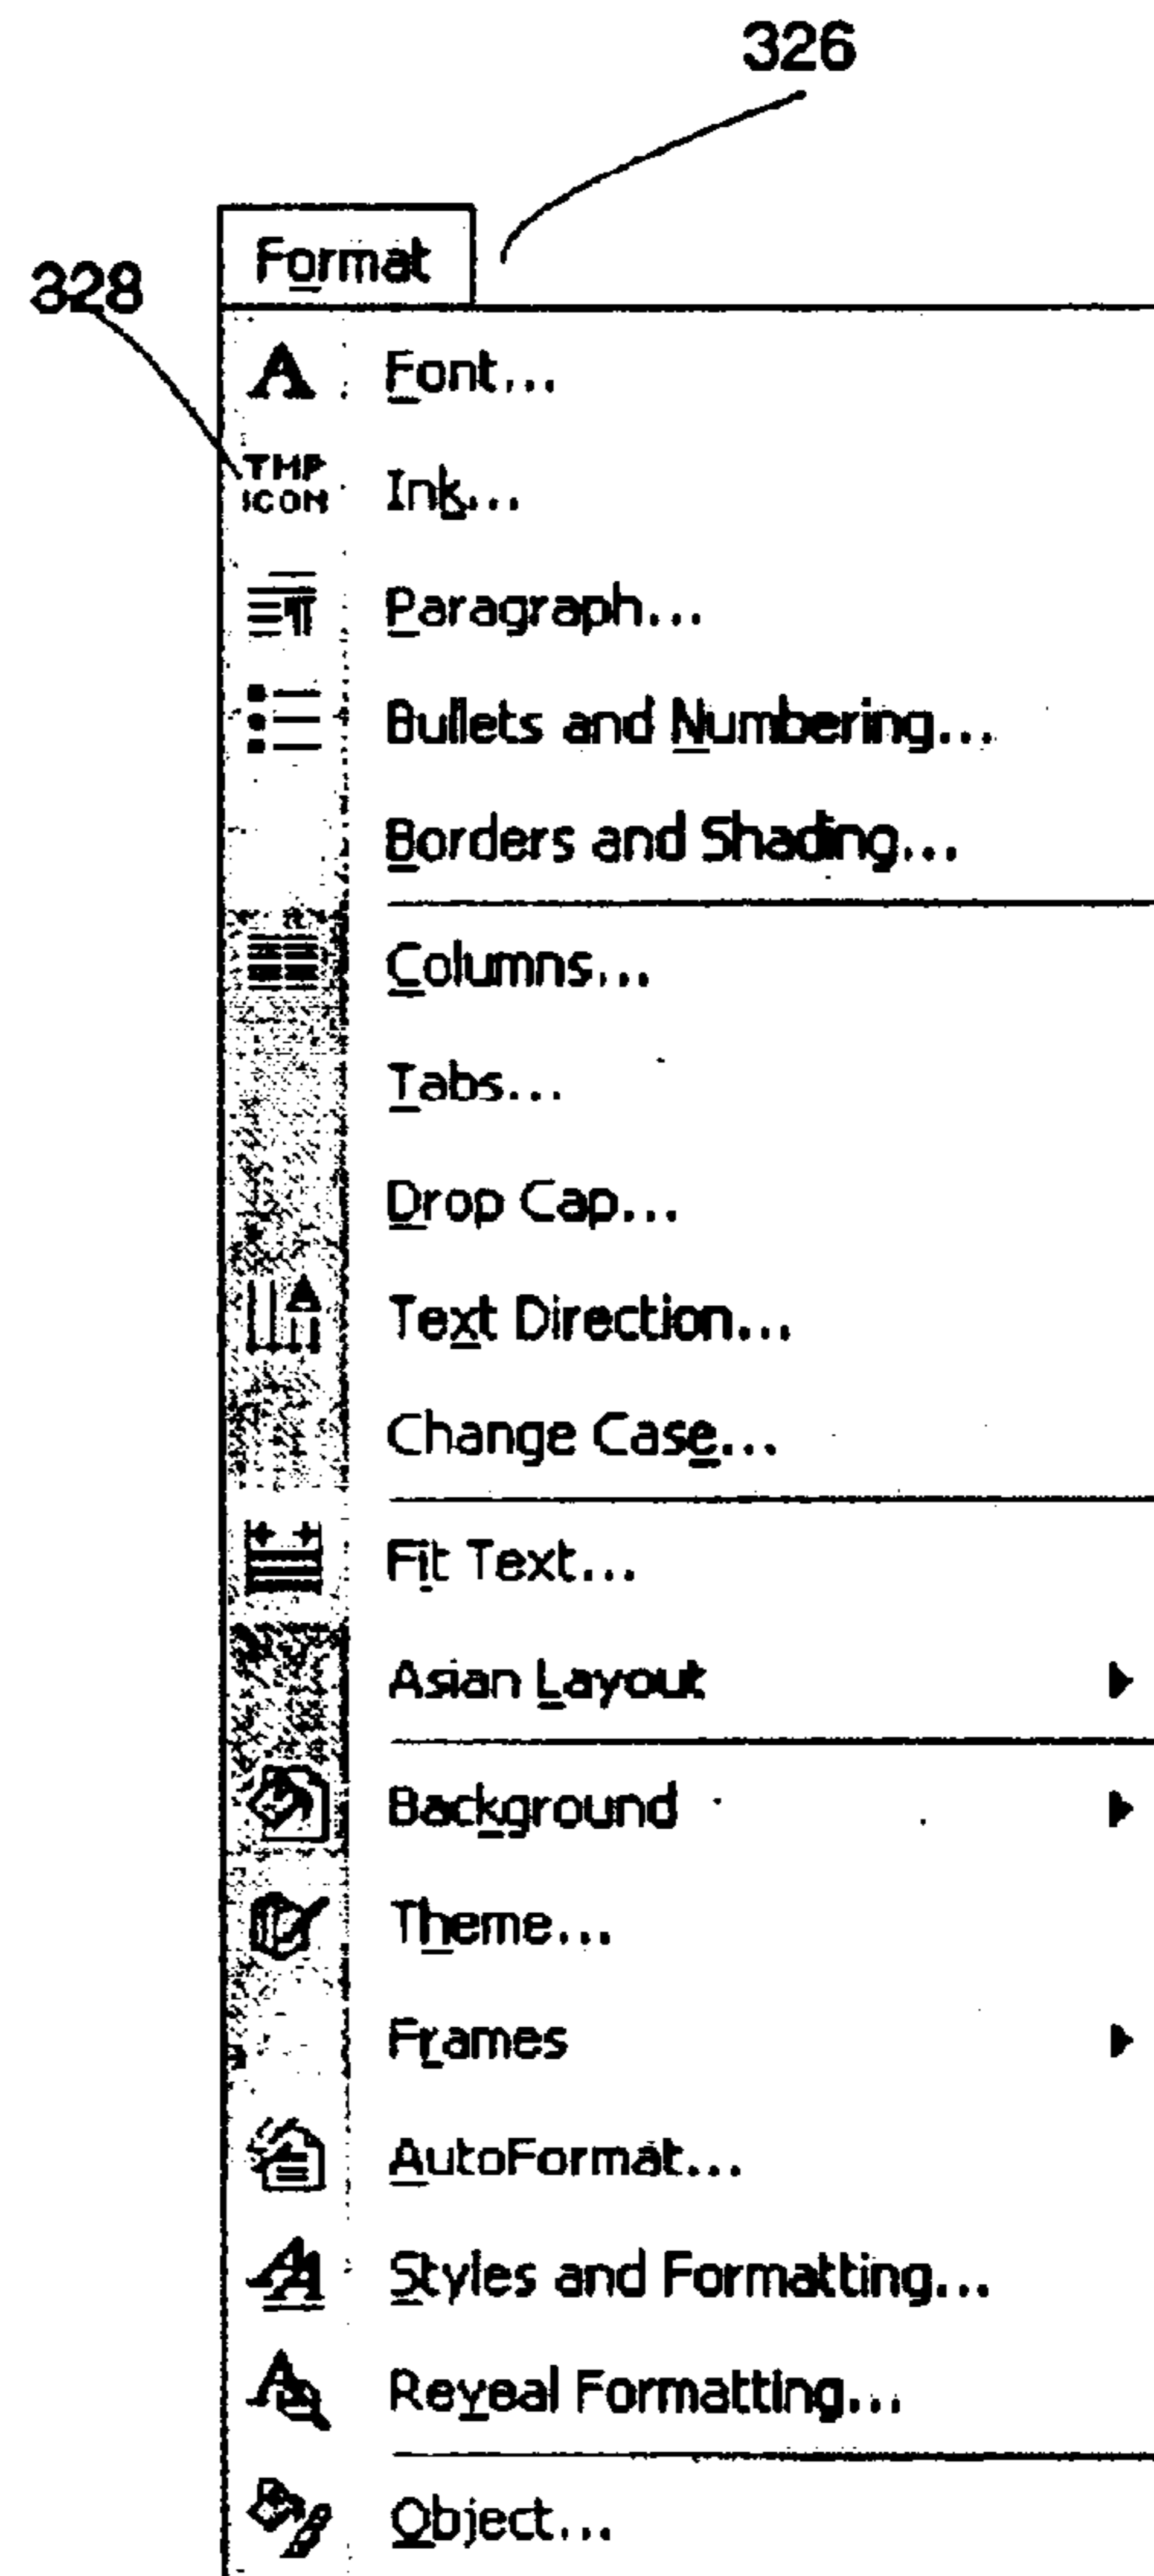 326
Format
328
Font...
TMP
ICON
Ink...
Paragraph...
Bullets and Numbering...
Borders and Shading...
Columns...
Tabs...
Drop Cap...
Text Direction...
Change Case...
Fit Text...
Asian Layout
Background
Theme...
Frames
AutoFormat...
Styles and Formatting...
Reveal Formatting...
Object...